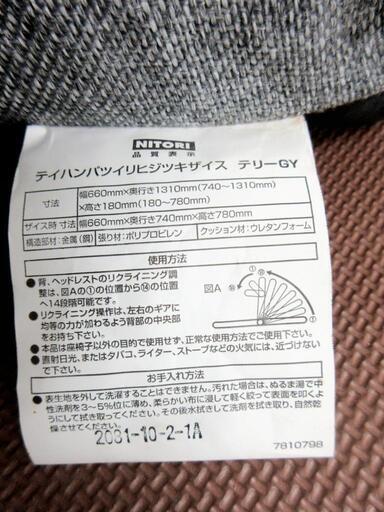 NITORI
品質表示
テイハンパツイリヒジツキザイス テリーGY
寸法
幅660mm×奥行き1310mm(740~1310mm)
×高さ180mm(180~780mm)
ザイス時 寸法
幅660mm×奥行き740mm×高さ780mm
構造部材:金属(鋼)
張り材:ポリプロピレン
クッション材:ウレタンフォーム
使用方法
●背、ヘッドレストのリクライニング調
整は、図Aの①の位置から⑭の位置
へ14段階可能です。
●リクライニング操作は、左右のギアに
均等の力が加わるよう背部の中央部
をお持ち下さい。
図A
⑭
①
●本品は座椅子以外の目的で使用せず、正常な使用方法でご使用下さい。
●直射日光、またはタバコ、ライター、ストーブなどの火気には、近づけない
で下さい。
お手入れ方法
●表生地を外して洗濯する事はできません。汚れた場合は、ぬるま湯で中
性洗剤を3~5%位に薄め、柔らかい布に浸して軽く絞って表面を叩くよ
うにして拭き取ってください。その後水拭きして洗剤を拭き取り、自然乾
燥させて下さい。
2031-10-2-1A
7810798